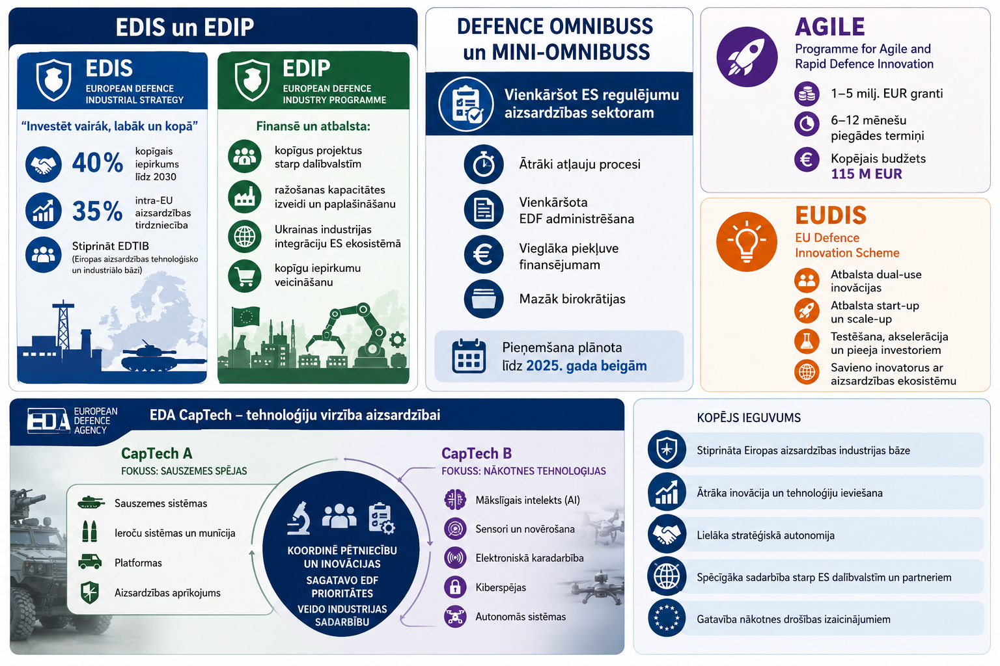 EDIS un EDIP
EDIS
EUROPEAN DEFENCE
INDUSTRIAL STRATEGY
“Investēt vairāk, labāk un kopā”
40%
kopīgais
iepirkums
līdz 2030
35%
intra-EU
aizsardzības
tirdzniecība
Stiprināt EDTIB
(Eiropas aizsardzības tehnoloģisko
un industriālo bāzi)
EDIP
EUROPEAN DEFENCE
INDUSTRY PROGRAMME
Finansē un atbalsta:
kopīgus projektus
starp dalībvalstīm
ražošanas kapacitātes
izveidi un paplašināšanu
Ukrainas industrijas
integrāciju ES ekosistēmā
kopīgu iepirkumu
veicināšanu
DEFENCE OMNIBUSS
un MINI-OMNIBUSS
Vienkāršot ES regulējumu
aizsardzības sektoram
Ātrāki atļauju procesi
Vienkāršota
EDF administrēšana
Vieglāka piekļuve
finansējumam
Mazāk birokrātijas
Pieņemšana plānota
līdz 2025. gada beigām
AGILE
Programme for Agile and
Rapid Defence Innovation
1–5 milj. EUR granti
6–12 mēnešu
piegādes termiņi
Kopējais budžets
115 M EUR
EUDIS
EU Defence
Innovation Scheme
Atbalsta dual-use
inovācijas
Atbalsta start-up
un scale-up
Testēšana, akselerācija
un pieeja investoriem
Savieno inovatorus ar
aizsardzības ekosistēmu
EDA
EUROPEAN
DEFENCE
AGENCY
EDA CapTech – tehnoloģiju virzība aizsardzībai
CapTech A
FOKUSS: SAUSZEMES SPĒJAS
Sauszemes sistēmas
Ieroču sistēmas un munīcija
Platformas
Aizsardzības aprīkojums
KOORDINĒ PĒTNIECĪBU
UN INOVĀCIJAS
SAGATAVO EDF
PRIORITĀTES
VEIDO INDUSTRIJAS
SADARBĪBU
CapTech B
FOKUSS: NĀKOTNES TEHNOLOĢIJAS
Mākslīgais intelekts (AI)
Sensori un novērošana
Elektroniskā karadarbība
Kiberspējas
Autonomās sistēmas
KOPĒJS IEGUVUMS
Stiprināta Eiropas aizsardzības industrijas bāze
Ātrāka inovācija un tehnoloģiju ieviešana
Lielāka stratēģiskā autonomija
Spēcīgāka sadarbība starp ES dalībvalstīm un partneriem
Gatavība nākotnes drošības izaicinājumiem